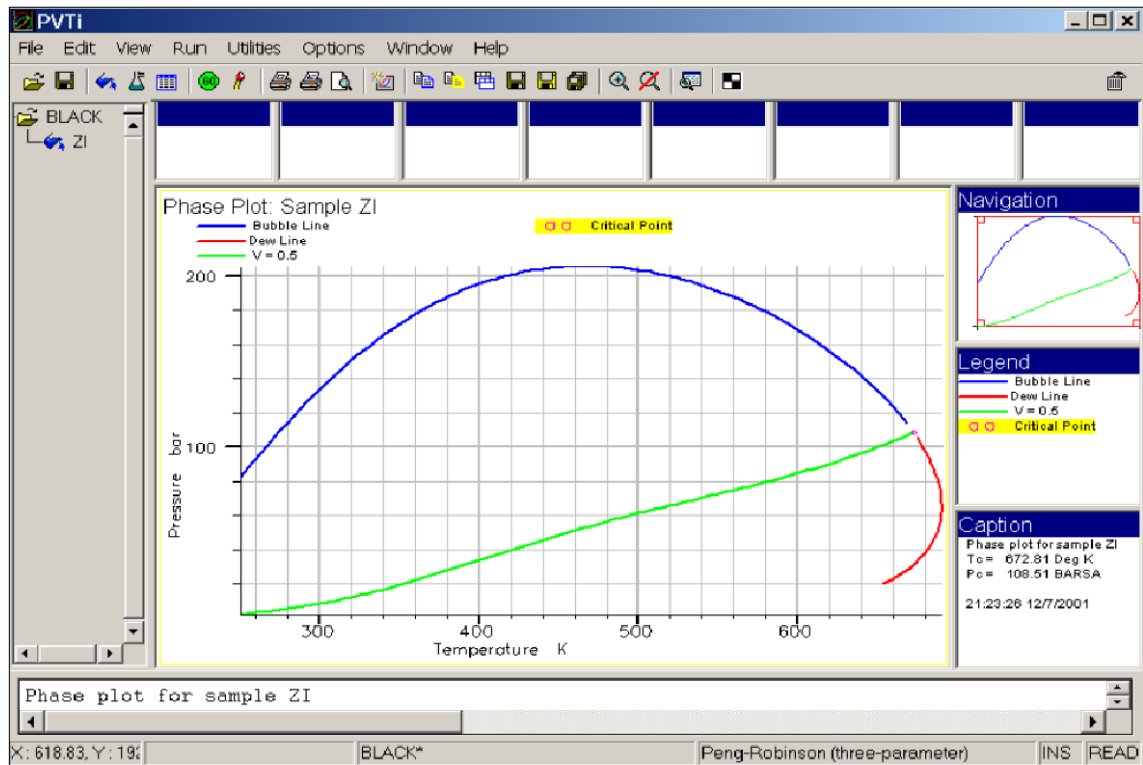 PVTi
File Edit View Run Utilities Options Window Help
GO
BLACK
ZI
Phase Plot: Sample ZI
Bubble Line
Dew Line
V = 0.5
Critical Point
200
100
Pressure bar
300 400 500 600
Temperature K
Navigation
Legend
Bubble Line
Dew Line
V = 0.5
Critical Point
Caption
Phase plot for sample ZI
Tc= 672.81 Deg K
Pc= 108.51 BARSA
21:23:26 12/7/2001
Phase plot for sample ZI
X: 618.83, Y: 192 BLACK* Peng-Robinson (three-parameter) INS READ